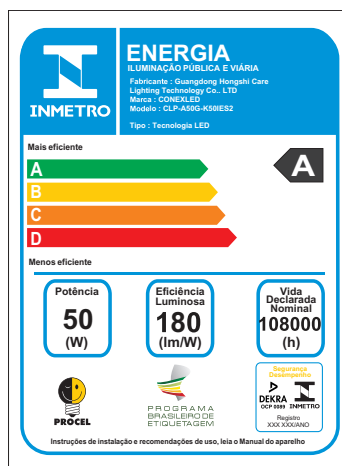 INMETRO
ENERGIA
ILUMINAÇÃO PÚBLICA E VIÁRIA
Fabricante : Guangdong Hongshi Care
Lighting Technology Co.. LTD
Marca : CONEXLED
Modelo : CLP-A50G-K50IES2
Tipo : Tecnologia LED
Mais eficiente
A
A
B
C
D
Menos eficiente
Potência
50
(W)
Eficiência
Luminosa
180
(lm/W)
Vida
Declarada
Nominal
108000
(h)
PROCEL
PROGRAMA
BRASILEIRO DE
ETIQUETAGEM
Segurança
Desempenho
DEKRA
OCP 0089
INMETRO
Registro
XXX XXX/ANO
Instruções de instalação e recomendações de uso, leia o Manual do aparelho